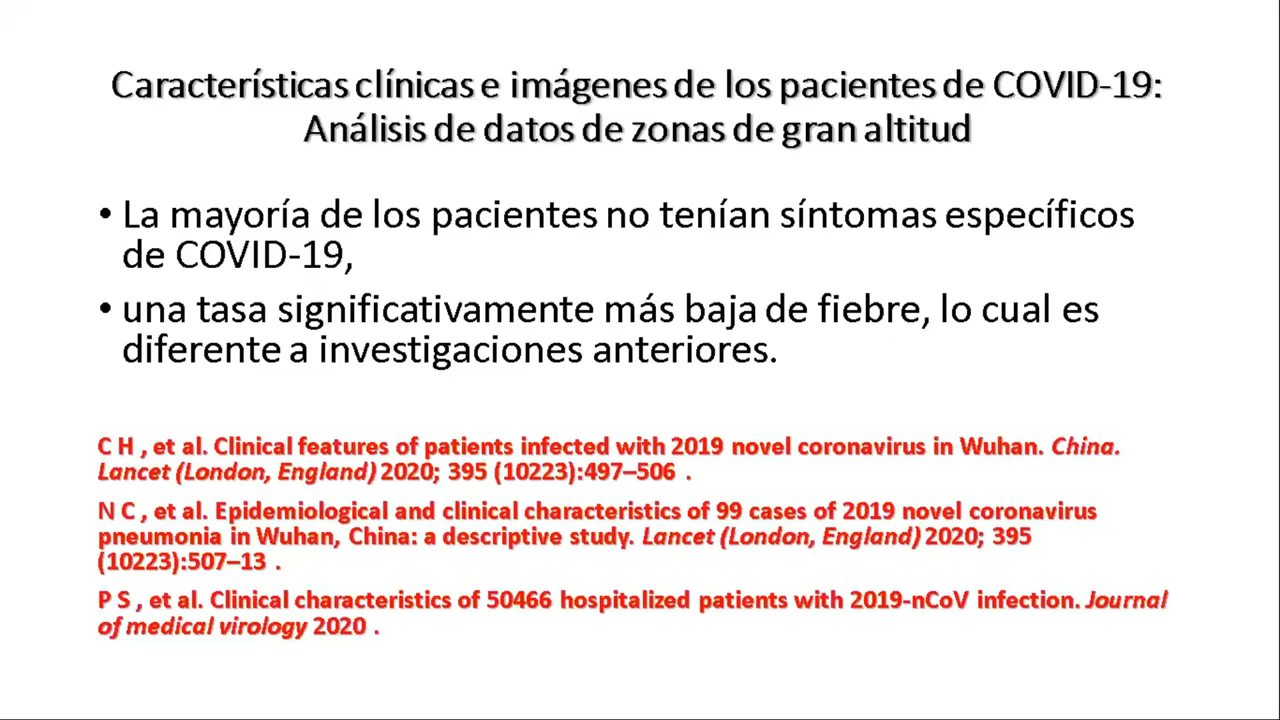 Características clínicas e imágenes de los pacientes de COVID-19:
Análisis de datos de zonas de gran altitud
• La mayoría de los pacientes no tenían síntomas específicos
de COVID-19,
• una tasa significativamente más baja de fiebre, lo cual es
diferente a investigaciones anteriores.
C H , et al. Clinical features of patients infected with 2019 novel coronavirus in Wuhan. China.
Lancet (London, England) 2020; 395 (10223):497–506 .
N C , et al. Epidemiological and clinical characteristics of 99 cases of 2019 novel coronavirus
pneumonia in Wuhan, China: a descriptive study. Lancet (London, England) 2020; 395
(10223):507–13 .
P S , et al. Clinical characteristics of 50466 hospitalized patients with 2019-nCoV infection. Journal
of medical virology 2020 .